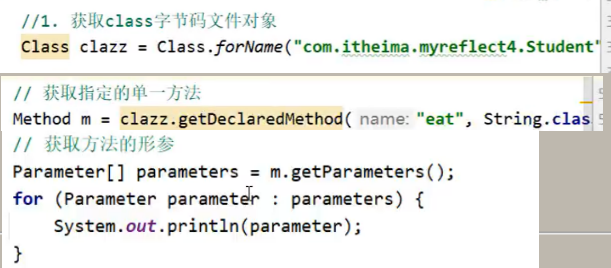 //1. 获取class字节码文件对象
Class clazz = Class.forName("com.itheima.myreflect4.Student"
// 获取指定的单一方法
Method m = clazz.getDeclaredMethod( name: "eat", String.clas
// 获取方法的形参
Parameter[] parameters = m.getParameters();
for (Parameter parameter : parameters) {
System.out.println(parameter);
}